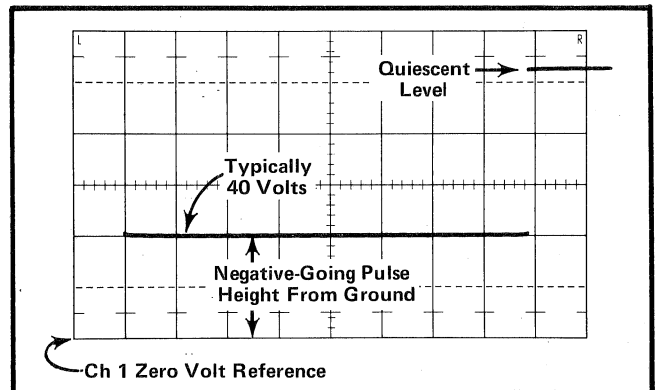 L
R
Quiescent
Level
Typically
40 Volts
Negative-Going Pulse
Height From Ground
Ch 1 Zero Volt Reference